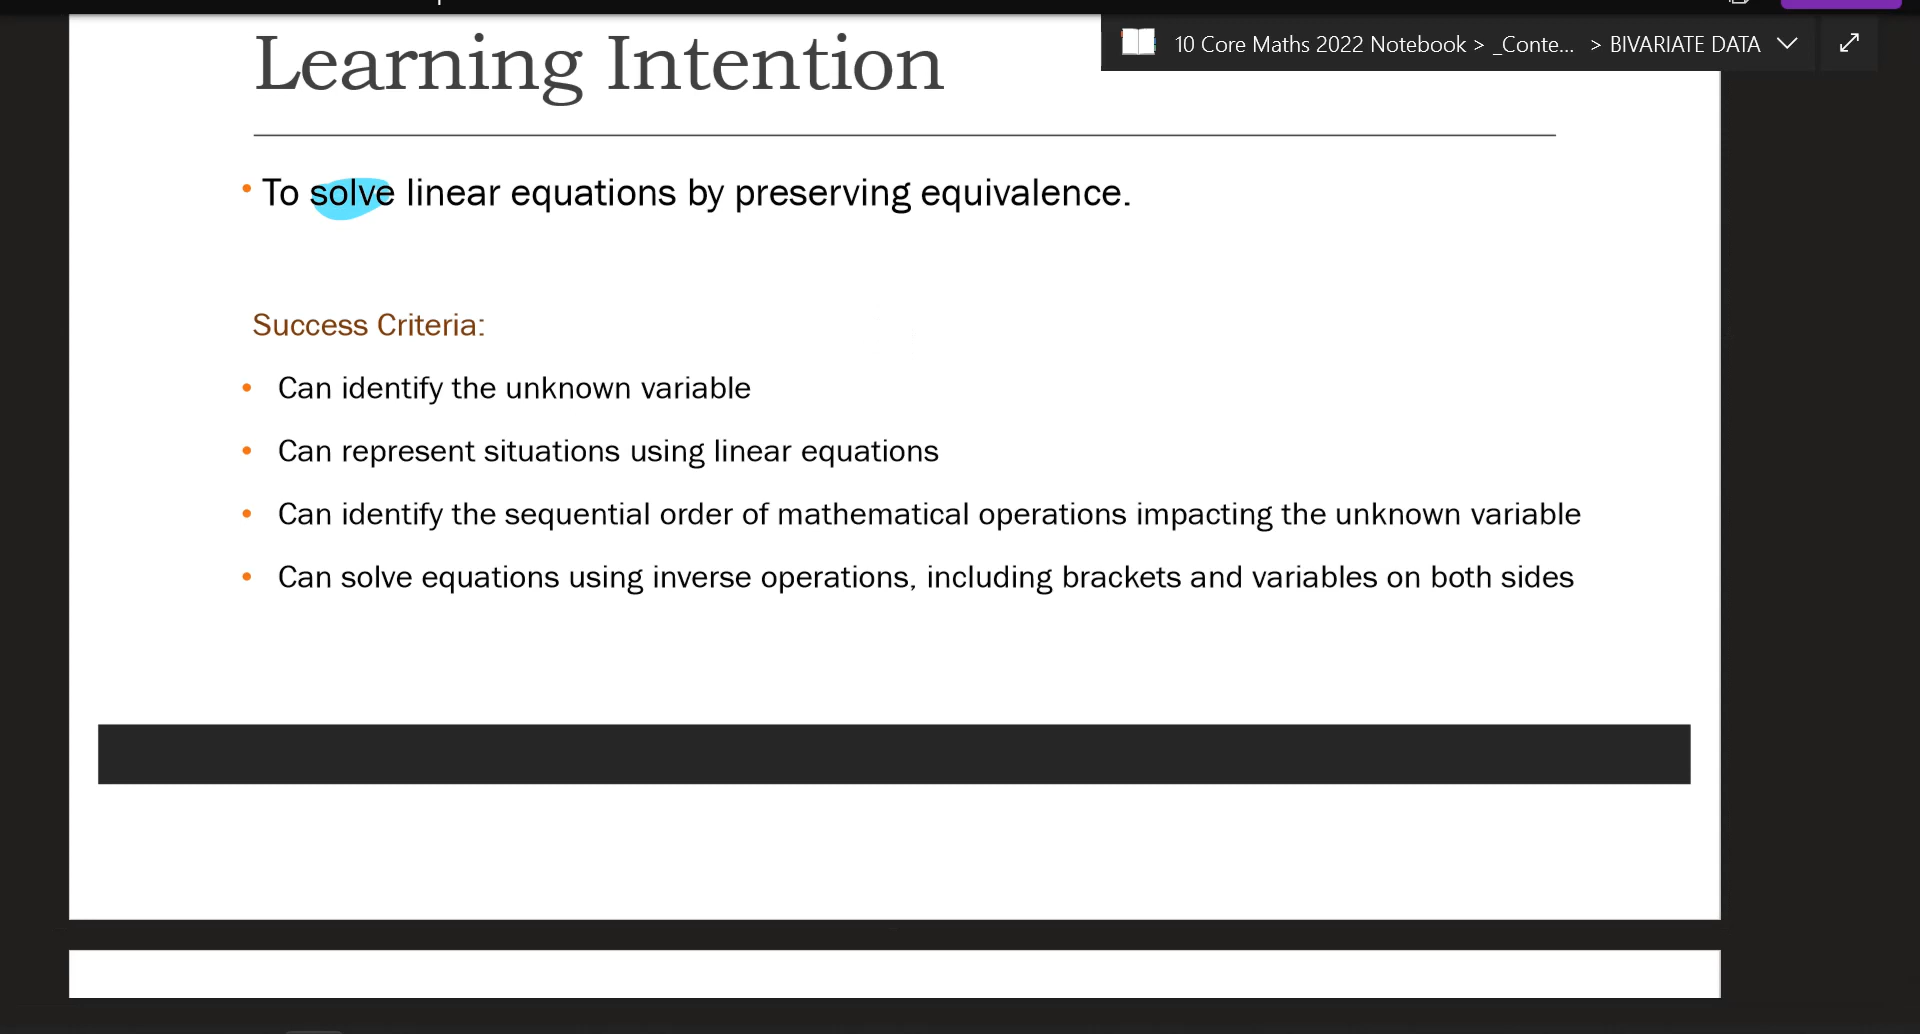 Learning Intention
10 Core Maths 2022 Notebook > _Conte... > BIVARIATE DATA
• To solve linear equations by preserving equivalence.
Success Criteria:
• Can identify the unknown variable
• Can represent situations using linear equations
• Can identify the sequential order of mathematical operations impacting the unknown variable
• Can solve equations using inverse operations, including brackets and variables on both sides